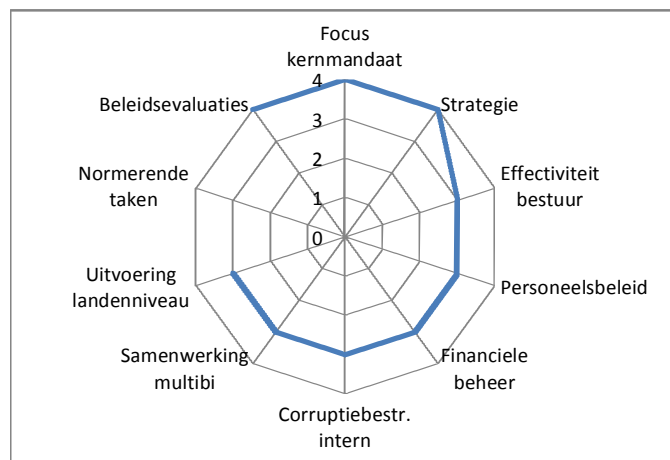 Focus
kernmandaat
Strategie
Effectiviteit
bestuur
Personeelsbeleid
Financiele
beheer
Corruptiebestr.
intern
Samenwerking
multibi
Uitvoering
landenniveau
Normerende
taken
Beleidsevaluaties
4
3
2
1
0